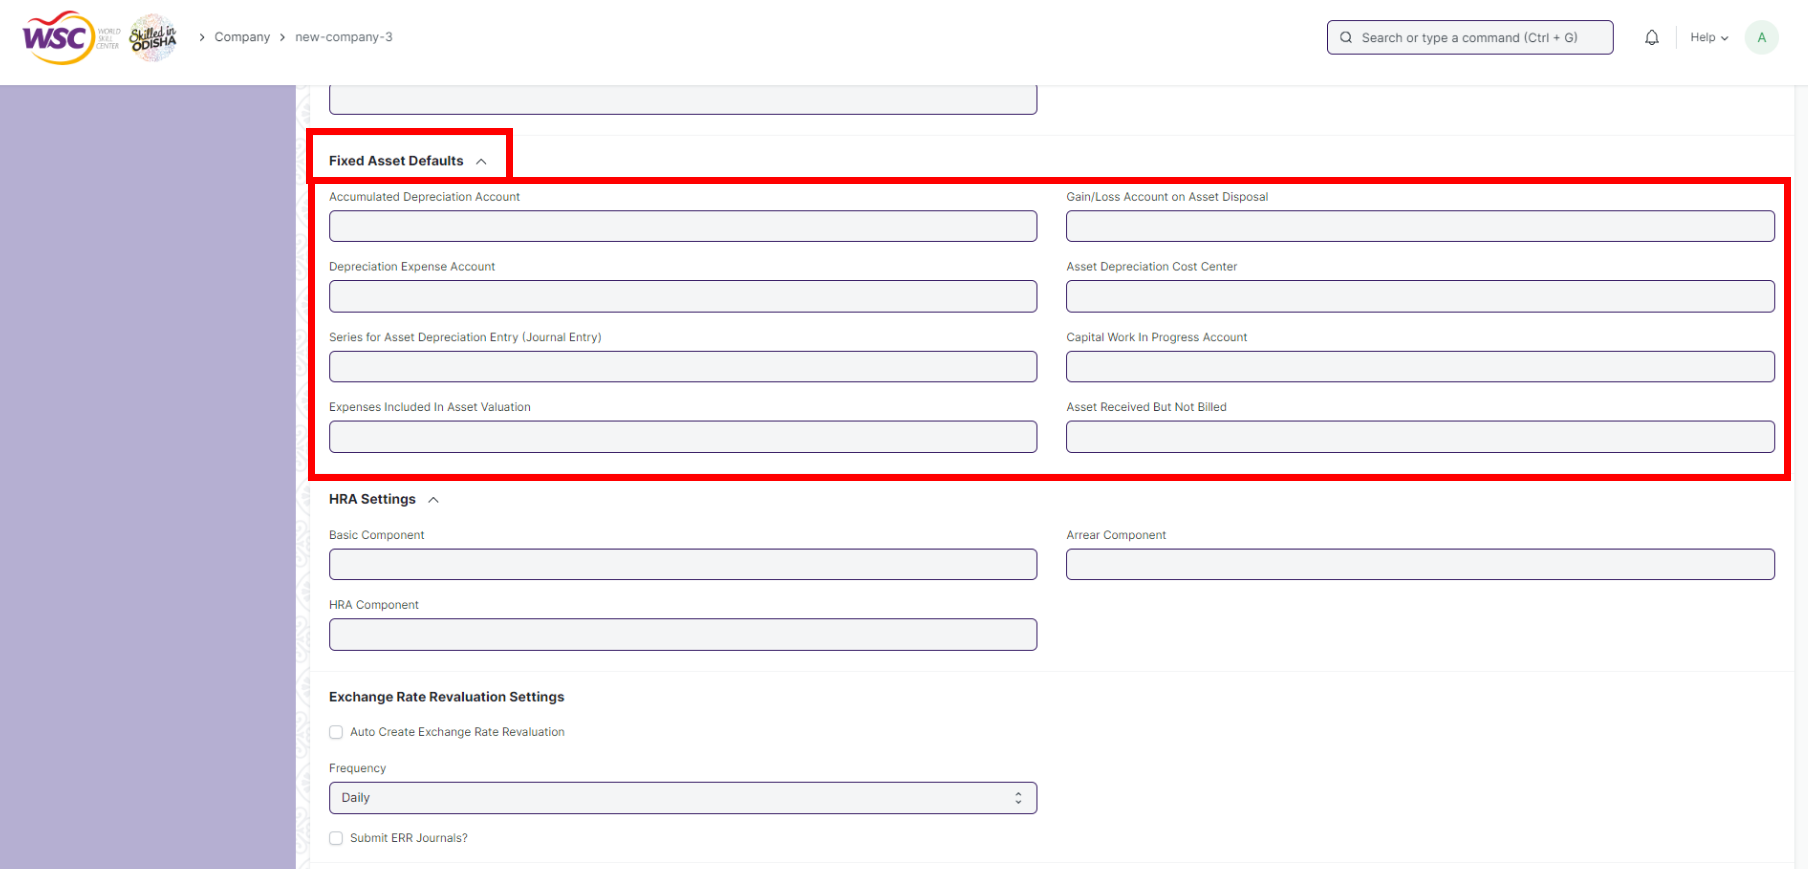 WSC WORLD SKILL CENTER Skilled in ODISHA > Company > new-company-3
Search or type a command (Ctrl + G)
Help
A
Fixed Asset Defaults
Accumulated Depreciation Account
Gain/Loss Account on Asset Disposal
Depreciation Expense Account
Asset Depreciation Cost Center
Series for Asset Depreciation Entry (Journal Entry)
Capital Work In Progress Account
Expenses Included In Asset Valuation
Asset Received But Not Billed
HRA Settings
Basic Component
Arrear Component
HRA Component
Exchange Rate Revaluation Settings
Auto Create Exchange Rate Revaluation
Frequency
Daily
Submit ERR Journals?